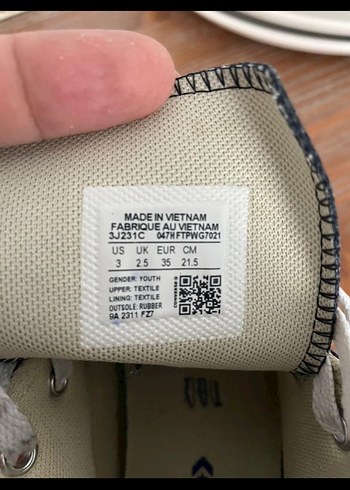 MADE IN VIETNAM
FABRIQUE AU VIETNAM
3J231C 047H FTPWG7021
US UK EUR CM
3 2.5 35 21.5
GENDER: YOUTH
UPPER: TEXTILE
LINING: TEXTILE
OUTSOLE: RUBBER
9A 2311 FZ7